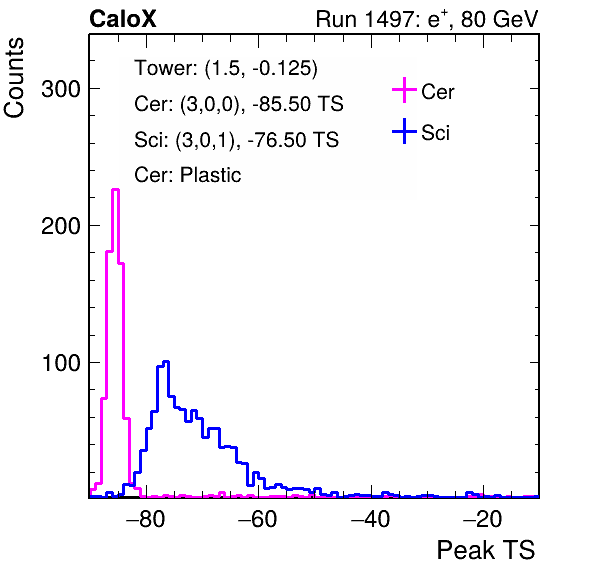 CaloX Run 1497: e⁺, 80 GeV
Counts
Tower: (1.5, -0.125)
Cer: (3,0,0), -85.50 TS
Sci: (3,0,1), -76.50 TS
Cer: Plastic
Cer
Sci
300
200
100
−80 −60 −40 −20
Peak TS